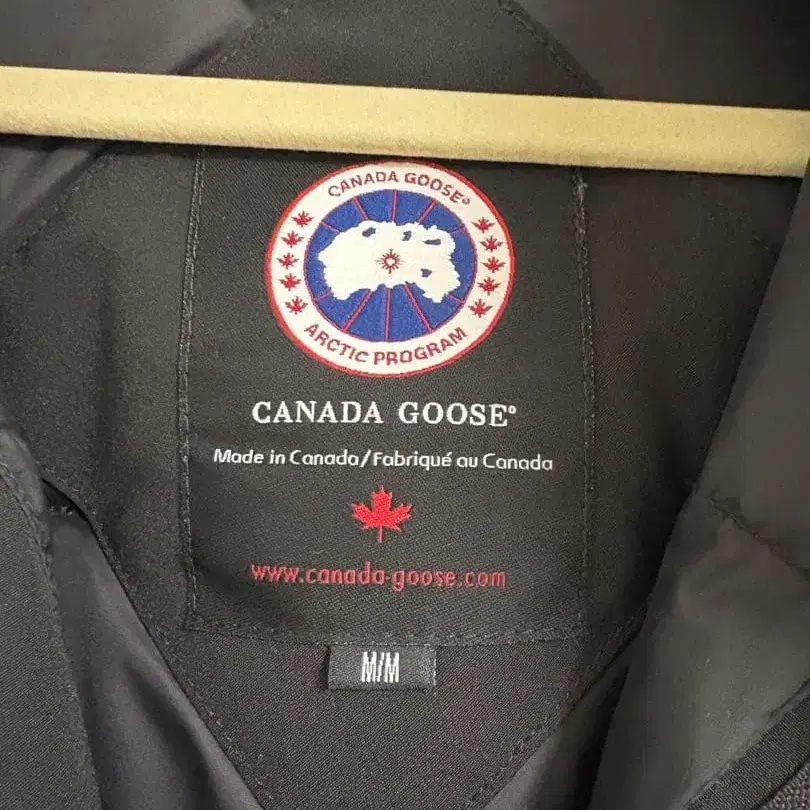 CANADA GOOSE®
ARCTIC PROGRAM
CANADA GOOSE®
Made in Canada/Fabriqué au Canada
www.canada-goose.com
M/M